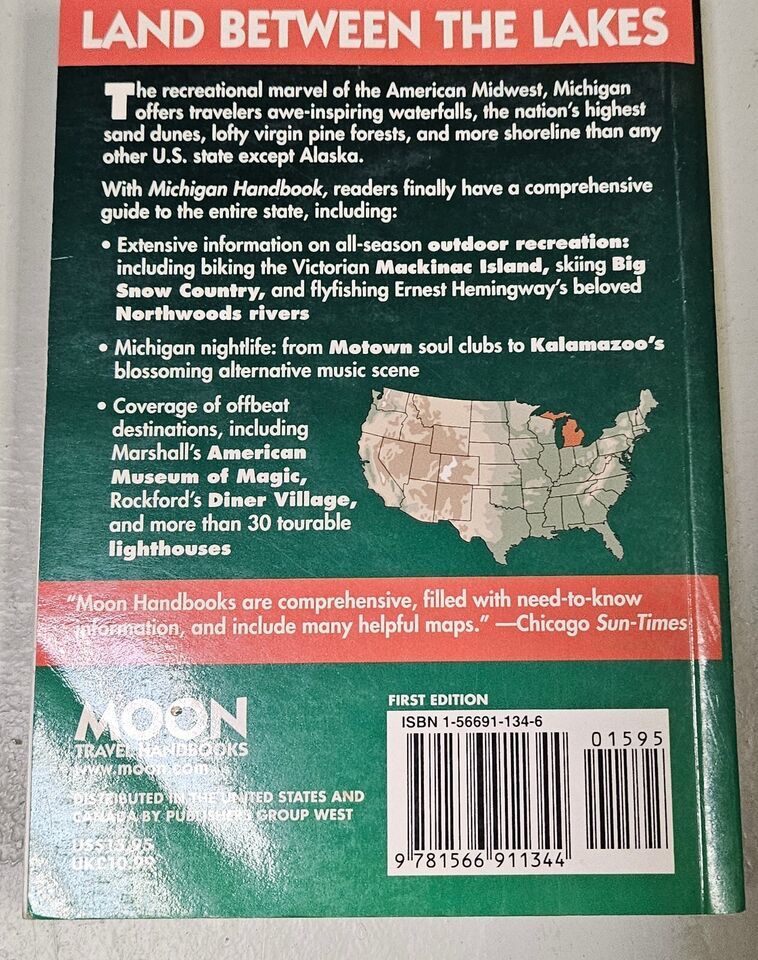 LAND BETWEEN THE LAKES
The recreational marvel of the American Midwest, Michigan
offers travelers awe-inspiring waterfalls, the nation's highest
sand dunes, lofty virgin pine forests, and more shoreline than any
other U.S. state except Alaska.
With Michigan Handbook, readers finally have a comprehensive
guide to the entire state, including:
• Extensive information on all-season outdoor recreation:
including biking the Victorian Mackinac Island, skiing Big
Snow Country, and flyfishing Ernest Hemingway's beloved
Northwoods rivers
• Michigan nightlife: from Motown soul clubs to Kalamazoo's
blossoming alternative music scene
• Coverage of offbeat
destinations, including
Marshall's American
Museum of Magic,
Rockford's Diner Village,
and more than 30 tourable
lighthouses
"Moon Handbooks are comprehensive, filled with need-to-know
information, and include many helpful maps." —Chicago Sun-Times
MOON
TRAVEL HANDBOOKS
www.moon.com
DISTRIBUTED IN THE UNITED STATES AND
CANADA BY PUBLISHERS GROUP WEST
US$15.95
UK£10.99
FIRST EDITION
ISBN 1-56691-134-6
01595
9 781566 911344